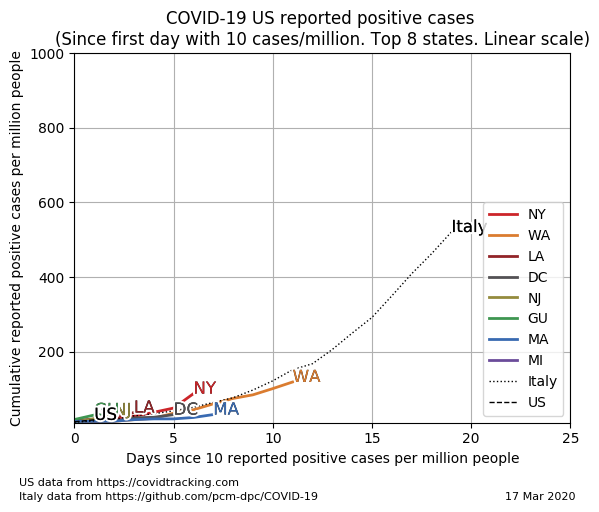 COVID-19 US reported positive cases
(Since first day with 10 cases/million. Top 8 states. Linear scale)
Cumulative reported positive cases per million people
1000
800
600
400
200
Italy
NY
WA
LA
DC
MA
NJ
US
NY
WA
LA
DC
NJ
GU
MA
MI
Italy
US
0
5
10
15
20
25
Days since 10 reported positive cases per million people
US data from https://covidtracking.com
Italy data from https://github.com/pcm-dpc/COVID-19
17 Mar 2020